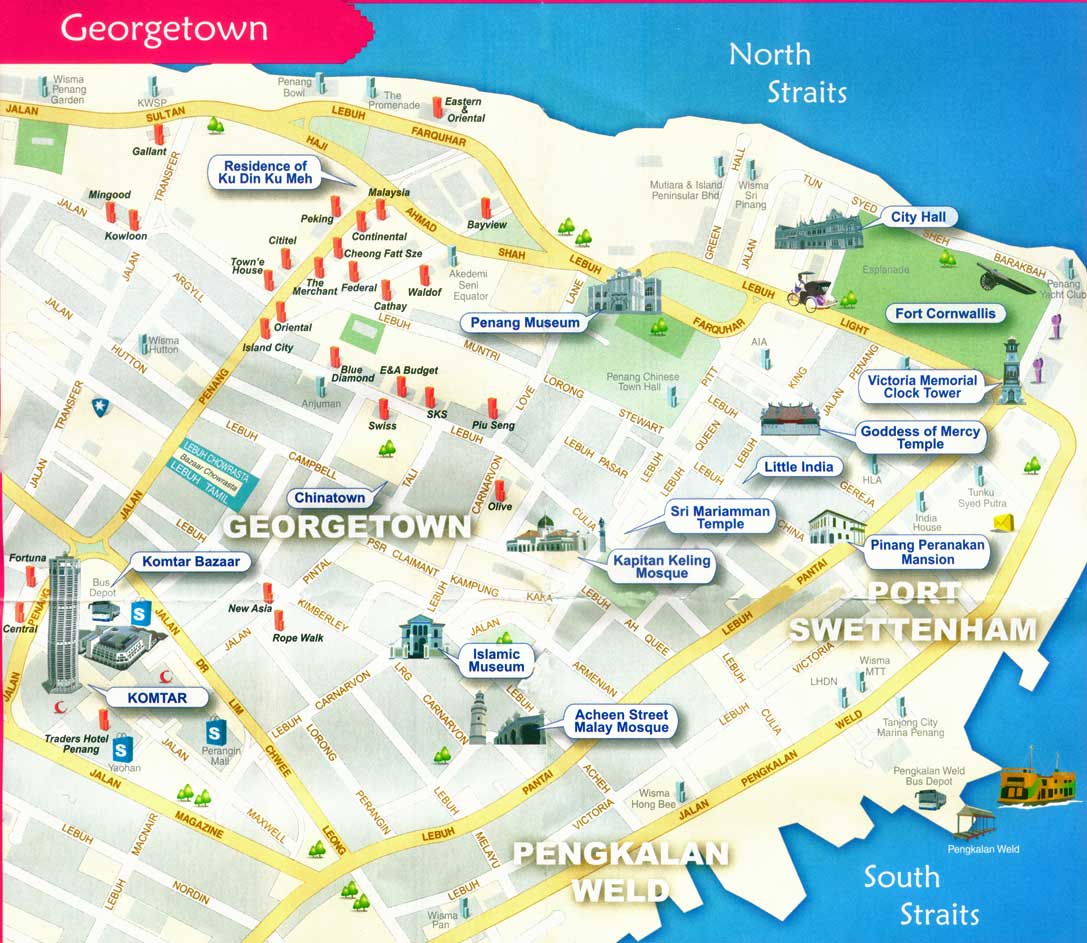 Georgetown
North
Straits
Wisma
Penang
Garden
KWSP
Penang
Bowl
The
Promenade
Eastern
&
Oriental
JALAN
SULTAN
LEBUH
FARQUHAR
Gallant
HAJI
TRANSFER
Residence of
Ku Din Ku Meh
Malaysia
Mutiara & Island
Peninsular Bhd
HALL
Wisma
Sri
Pinang
TUN
SYED
City Hall
SHEH
BARAKBAH
Mingood
JALAN
Kowloon
Peking
AHMAD
Continental
Bayview
GREEN
JALAN
Esplanade
Penang
Yacht Club
Cititel
Cheong Fatt Sze
SHAH
LEBUH
JALAN
Town'e
House
The
Merchant
Federal
Waldof
Akedemi
Seni
Equator
ARGYLL
Cathay
LANE
LEBUH
Fort Cornwallis
JALAN
Oriental
LEBUH
Penang Museum
FARQUHAR
LIGHT
Island City
MUNTRI
AIA
HUTTON
Wisma
Hutton
Blue
Diamond
E&A Budget
LORONG
Penang Chinese
Town Hall
PITT
KING
PENANG
JALAN
Victoria Memorial
Clock Tower
PENANG
TRANSFER
Anjuman
SKS
LOVE
STEWART
LEBUH
Swiss
Piu Seng
QUEEN
Goddess of Mercy
Temple
LEBUH
LEBUH
LEBUH CHOWRASTA
Bazaar Chowrasta
LEBUH TAMIL
CAMPBELL
TALI
CARNARVON
LEBUH PASAR
LEBUH
LEBUH
LEBUH
LEBUH
Little India
GEREJA
HLA
JALAN
JALAN
Chinatown
Olive
CULIA
Sri Mariamman
Temple
CHINA
India
House
Tunku
Syed Putra
LEBUH
GEORGETOWN
Kapitan Keling
Mosque
Pinang Peranakan
Mansion
Fortuna
Komtar Bazaar
PSR CLAIMANT
KAMPUNG
KAKA
PANTAI
PORT
SWETTENHAM
PINTAL
LEBUH
LEBUH
Bus
Depot
PENANG
New Asia
KIMBERLEY
LEBUH
Central
S
JALAN
Rope Walk
JALAN
JALAN
AH QUEE
VICTORIA
Islamic
Museum
LEBUH
Wisma
MTT
DR
LRG
ARMENIAN
LHDN
JALAN
KOMTAR
LIM
CARNARVON
CARNARVON
LEBUH
LEBUH
LEBUH
CULIA
WELD
Tanjong City
Marina Penang
Traders Hotel
Penang
S
Yaohan
JALAN
S
Perangin
Mall
LORONG
Acheen Street
Malay Mosque
CHWEE
PENGKALAN
Pengkalan Weld
Bus Depot
JALAN
PANTAI
ACHEH
Wisma
Hong Bee
JALAN
PERANGIN
LEBUH
VICTORIA
MAGAZINE
MAXWELL
LEBUH
MACNAIR
LEONG
LEBUH
MELAYU
PENGKALAN
WELD
Pengkalan Weld
LEBUH
NORDIN
Wisma
Pan
South
Straits